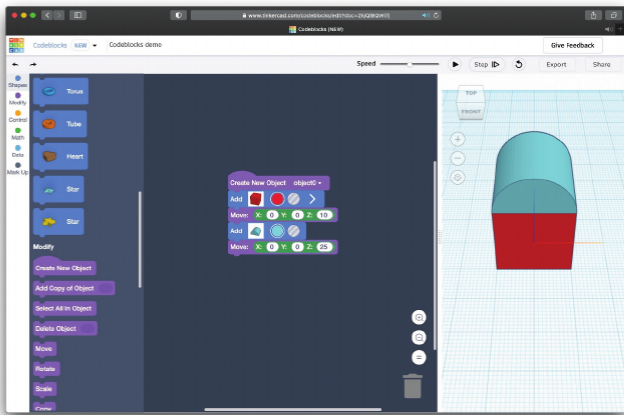 www.tinkercad.com/codeblocks/edit?doc=
Codeblocks (NEW)
Codeblocks NEW Codeblocks demo Give Feedback
Speed Step Export Share
Shapes
Modify
Control
Math
Data
Mark Up
Torus
Tube
Heart
Star
Star
Modify
Create New Object
Add Copy of Object
Select All in Object
Delete Object
Move
Rotate
Scale
Copy
Create New Object object0
Add
Move: X: 0 Y: 0 Z: 10
Add
Move: X: 0 Y: 0 Z: 25
TOP
FRONT